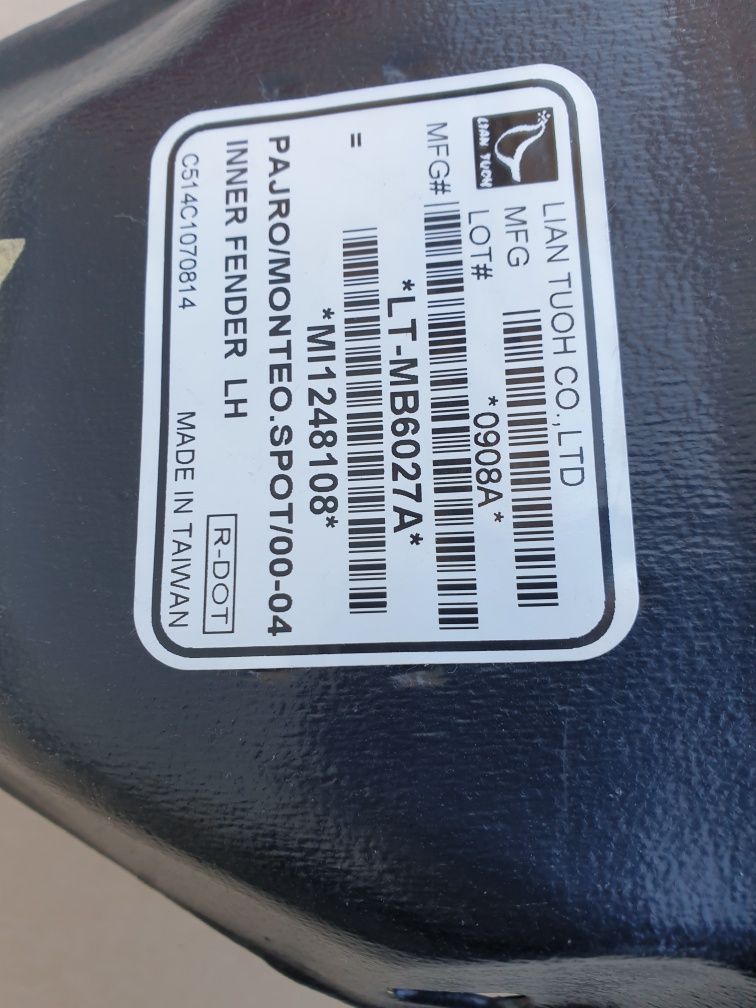 LIAN TUOH
LIAN TUOH CO.,LTD
MFG
LOT#
*0908A*
MFG#
*LT-MB6027A*
=
*MI1248108*
PAJRO/MONTEO.SPOT/00-04
INNER FENDER LH
R-DOT
C514C1070814
MADE IN TAIWAN